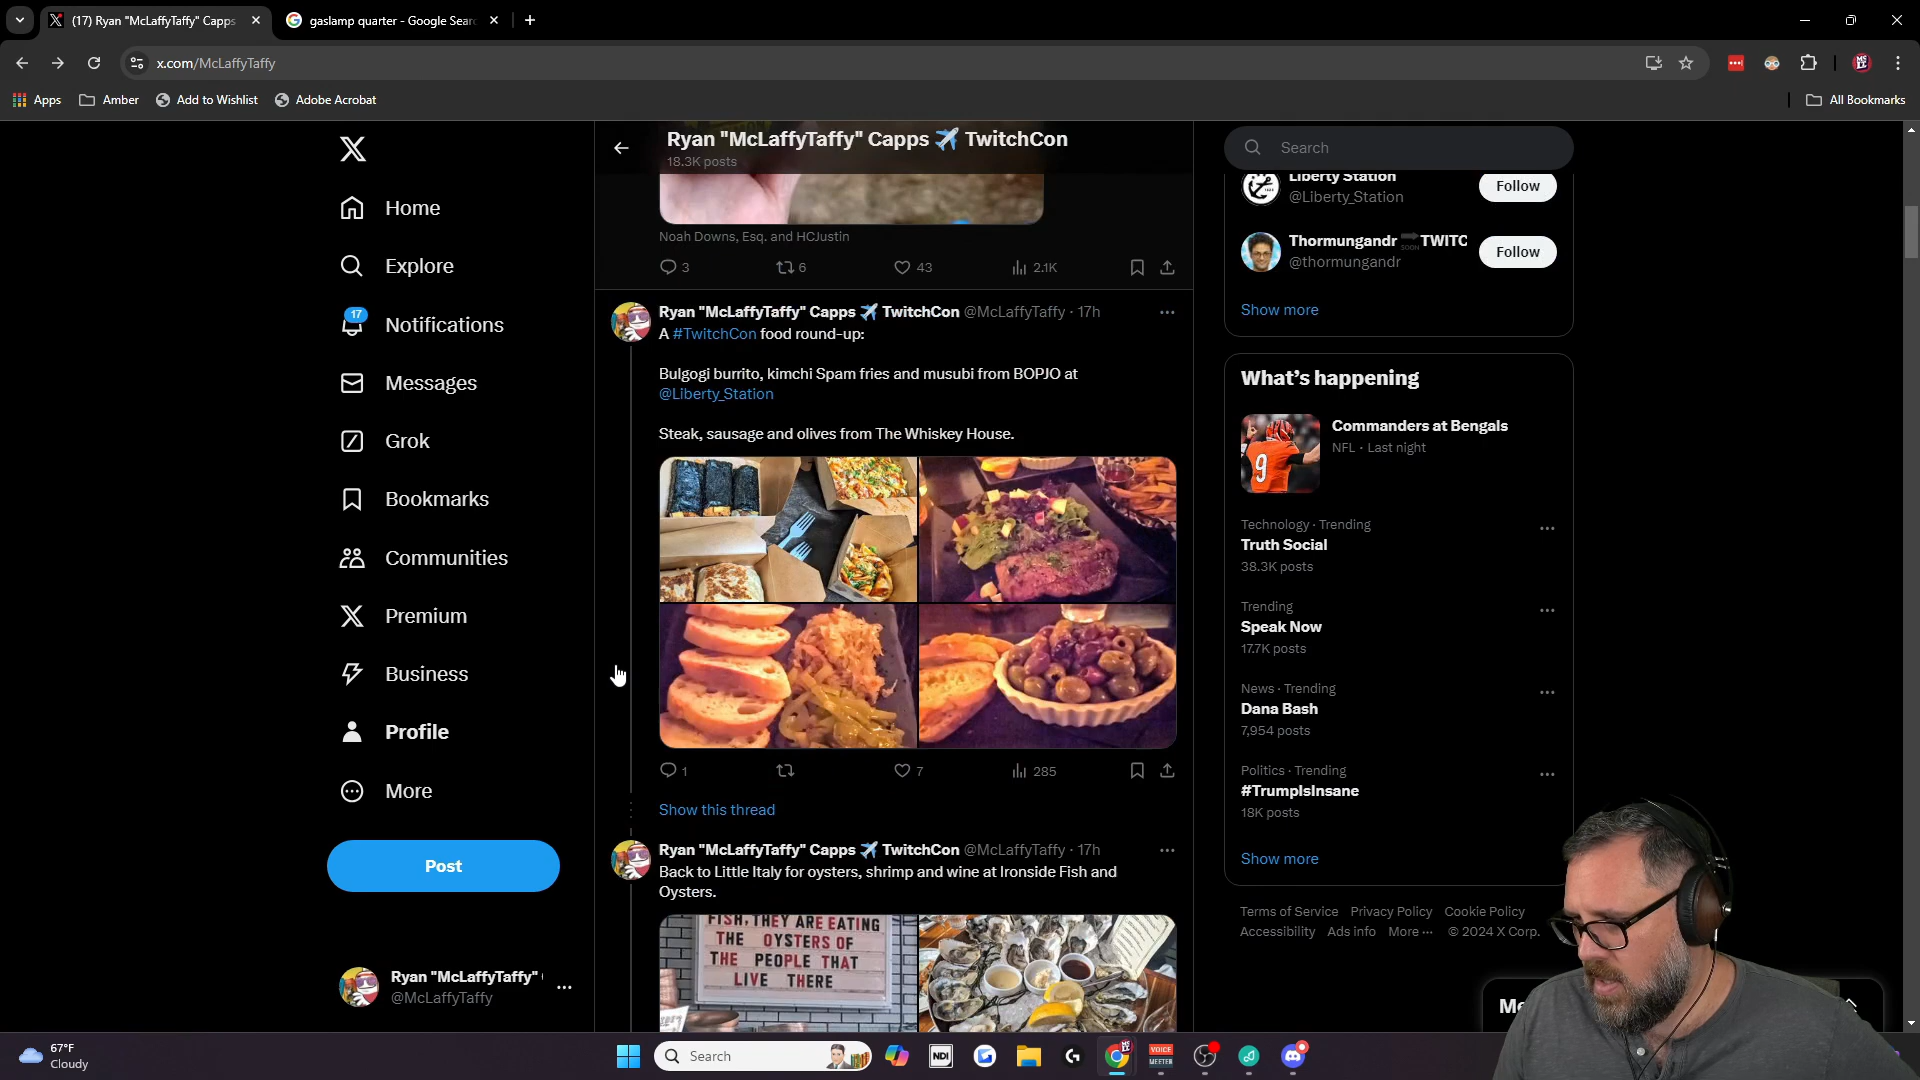 (17) Ryan "McLaffyTaffy" Capps
gaslamp quarter - Google Sear
x.com/McLaffyTaffy
Apps
Amber
Add to Wishlist
Adobe Acrobat
All Bookmarks
Home
Explore
17
Notifications
Messages
Grok
Bookmarks
Communities
Premium
Business
Profile
More
Post
Ryan "McLaffyTaffy" (
@McLaffyTaffy
Ryan "McLaffyTaffy" Capps ✈️ TwitchCon
18.3K posts
Noah Downs, Esq. and HCJustin
3 6 43 2.1K
Ryan "McLaffyTaffy" Capps ✈️ TwitchCon @McLaffyTaffy · 17h
A #TwitchCon food round-up:
Bulgogi burrito, kimchi Spam fries and musubi from BOPJO at
@Liberty_Station
Steak, sausage and olives from The Whiskey House.
1 7 285
Show this thread
Ryan "McLaffyTaffy" Capps ✈️ TwitchCon @McLaffyTaffy · 17h
Back to Little Italy for oysters, shrimp and wine at Ironside Fish and
Oysters.
FISH, THEY ARE EATING
THE OYSTERS OF
THE PEOPLE THAT
LIVE THERE
Search
Liberty Station
@Liberty_Station
Follow
Thormungandr SOON TWITC
@thormungandr
Follow
Show more
What's happening
Commanders at Bengals
NFL · Last night
9
Technology · Trending
Truth Social
38.3K posts
Trending
Speak Now
17.7K posts
News · Trending
Dana Bash
7,954 posts
Politics · Trending
#TrumpIsInsane
18K posts
Show more
Terms of Service Privacy Policy Cookie Policy
Accessibility Ads info More ··· © 2024 X Corp.
Me
67°F
Cloudy
Search
NDI
VOICE
MEETER